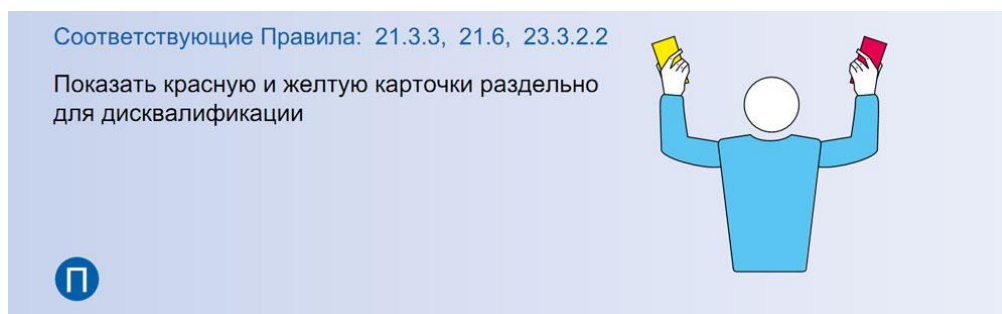 Соответствующие Правила: 21.3.3, 21.6, 23.3.2.2
Показать красную и желтую карточки раздельно
для дисквалификации
П